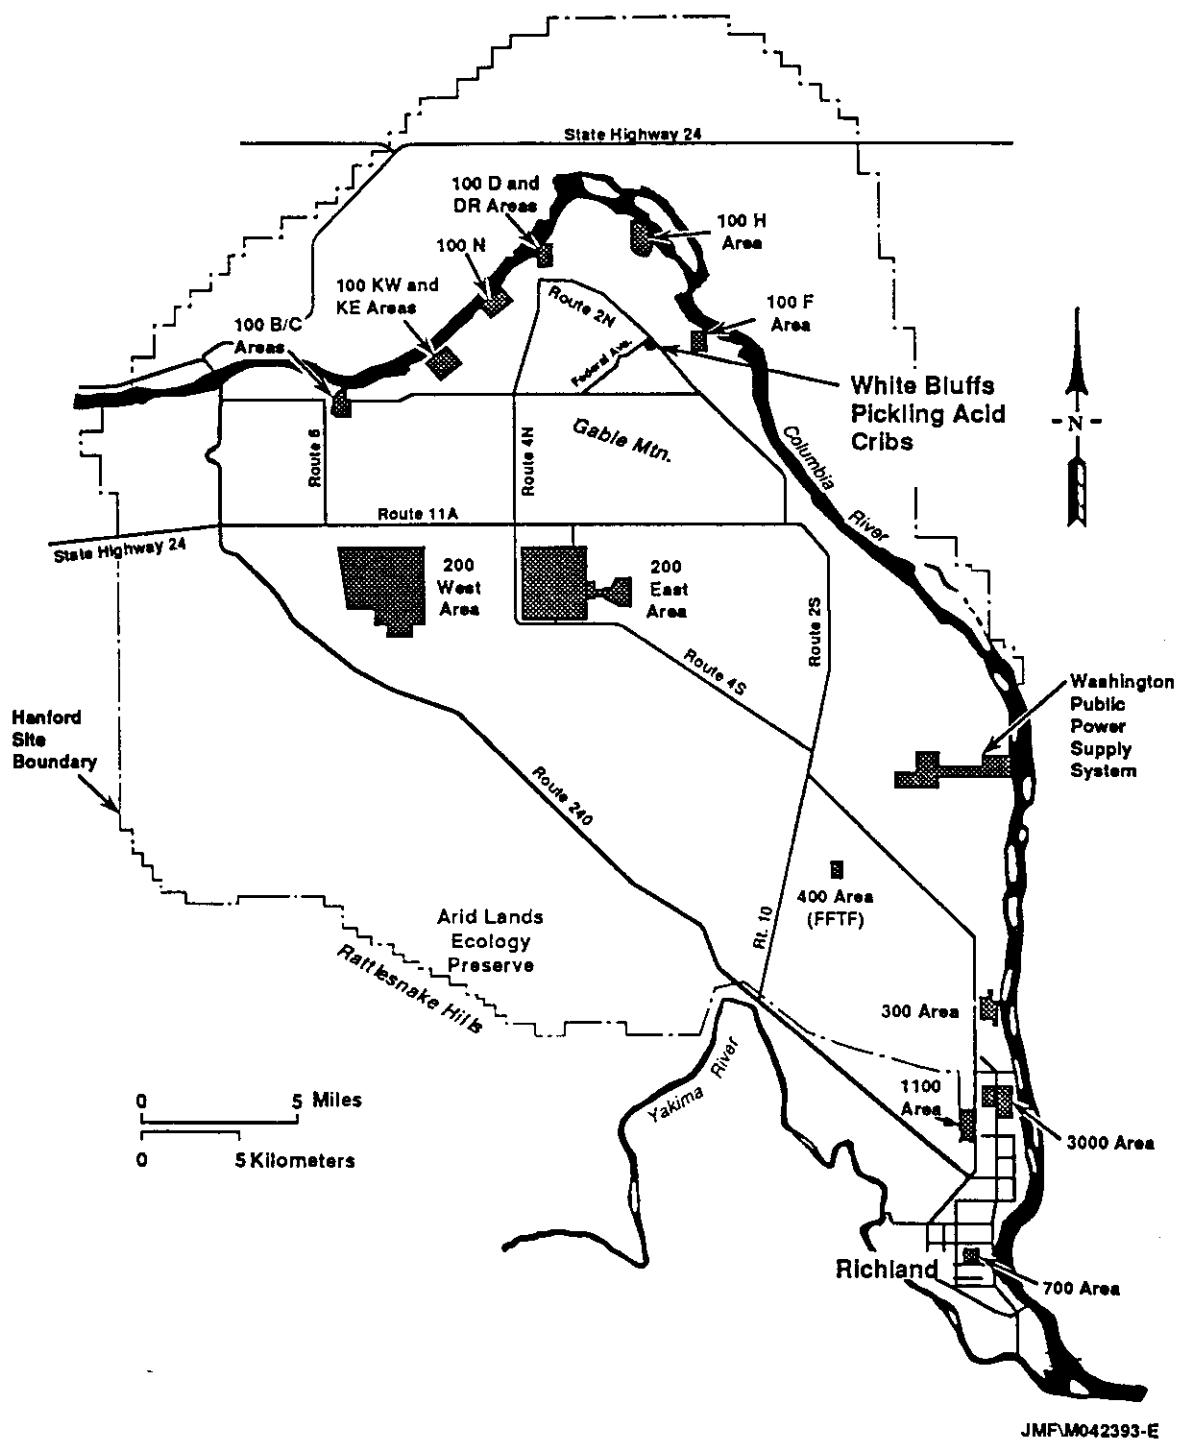 State Highway 24
100 D and
DR Areas
100 H
Area
100 N
100 KW and
KE Areas
100 F
Area
100 B/C
Areas
Route 2N
Federal Ave.
White Bluffs
Pickling Acid
Cribs
N
Route 6
Route 4N
Gable Mtn.
Columbia
River
Route 11A
State Highway 24
200
West
Area
200
East
Area
Route 2S
Route 4S
Washington
Public
Power
Supply
System
Hanford
Site
Boundary
Route 240
400 Area
(FFTF)
Rt. 10
Arid Lands
Ecology
Preserve
Rattlesnake Hills
300 Area
Yakima River
1100
Area
0 5 Miles
0 5 Kilometers
3000 Area
Richland
700 Area
JMF\M042393-E